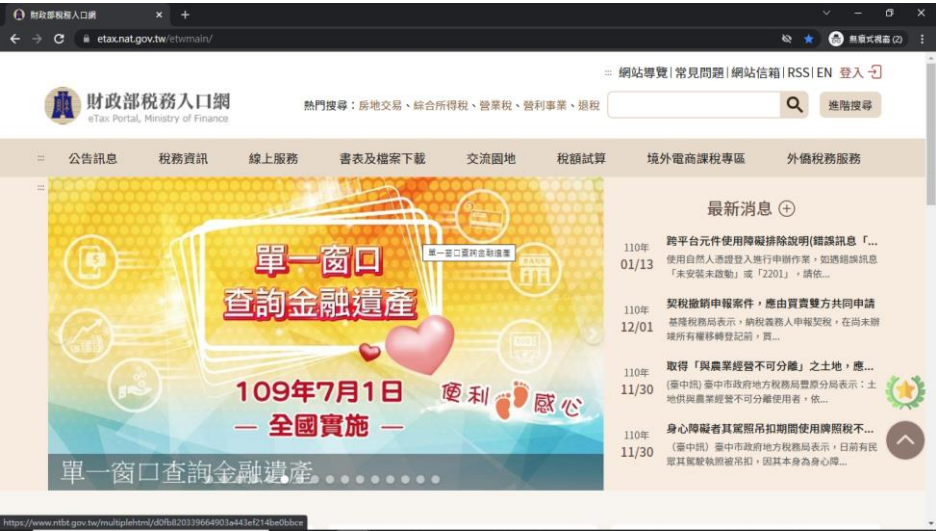 財政部稅務入口網
etax.nat.gov.tw/etwmain/
無痕式視窗 (2)
網站導覽|常見問題|網站信箱|RSS|EN 登入
財政部稅務入口網
eTax Portal, Ministry of Finance
熱門搜尋：房地交易、綜合所得稅、營業稅、營利事業、退稅
進階搜尋
公告訊息 稅務資訊 線上服務 書表及檔案下載 交流園地 稅額試算 境外電商課稅專區 外僑稅務服務
單一窗口
查詢金融遺產
單一窗口查詢金融遺產
109年7月1日
— 全國實施 —
便利 感心
單一窗口查詢金融遺產
最新消息
110年
01/13
跨平台元件使用障礙排除說明(錯誤訊息「...
使用自然人憑證登入進行申辦作業，如遇錯誤訊息
「未安裝未啟動」或「2201」，請依...
110年
12/01
契稅撤銷申報案件，應由買賣雙方共同申請
基隆稅務局表示，納稅義務人申報契稅，在尚未辦
竣所有權移轉登記前，買...
110年
11/30
取得「與農業經營不可分離」之土地，應...
(臺中訊) 臺中市政府地方稅務局豐原分局表示：土
地供與農業經營不可分離使用者，依...
110年
11/30
身心障礙者其駕照吊扣期間使用牌照稅不...
（臺中訊）臺中市政府地方稅務局表示，日前有民
眾其駕駛執照被吊扣，因其本身為身心障...
https://www.ntbt.gov.tw/multiplehtml/d0fb820339664903a443ef214be0bbce